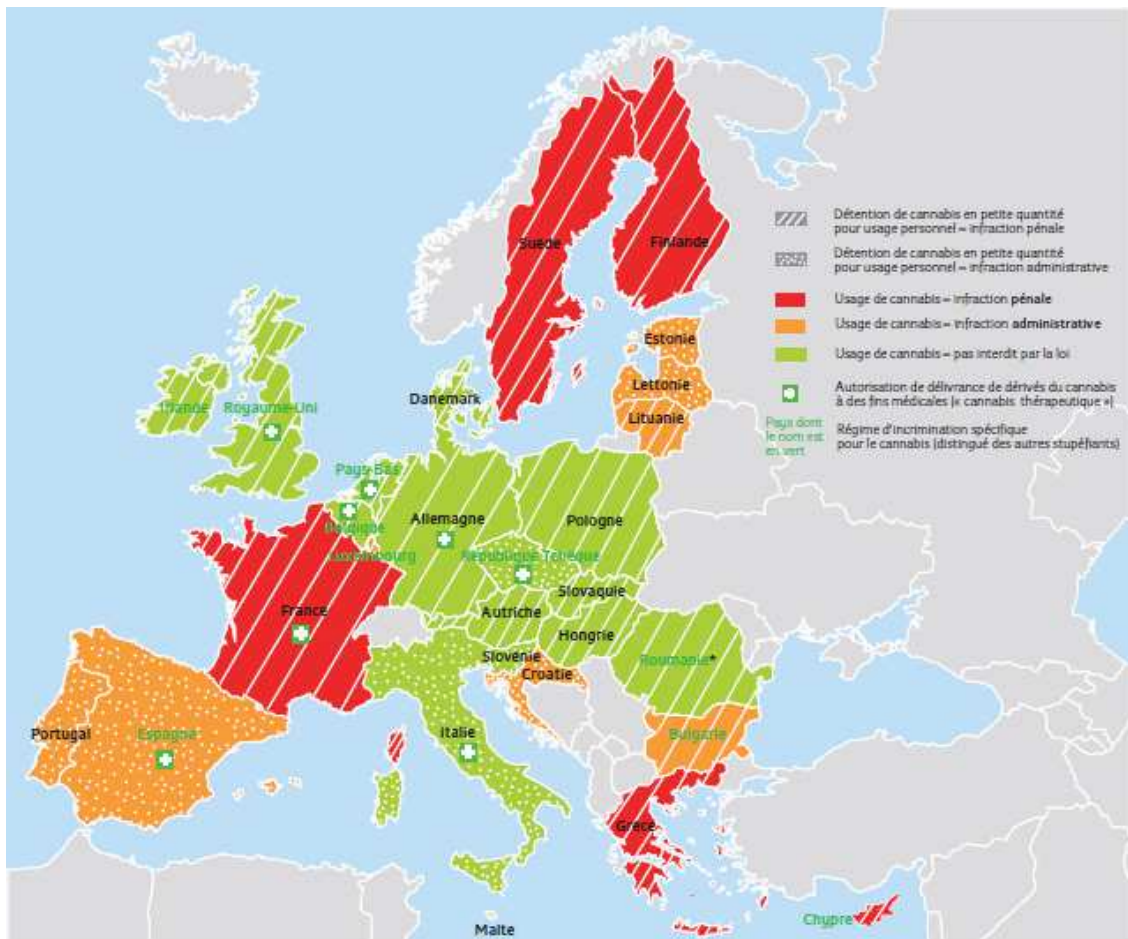 Suède
Finlande
Estonie
Lettonie
Lituanie
Danemark
Irlande
Royaume-Uni
Pays-Bas
Belgique
Luxembourg
Allemagne
Pologne
République Tchèque
Slovaquie
Autriche
Hongrie
France
Slovénie
Croatie
Roumanie*
Bulgarie
Portugal
Espagne
Italie
Grèce
Malte
Chypre
Détention de cannabis en petite quantité
pour usage personnel = infraction pénale
Détention de cannabis en petite quantité
pour usage personnel = infraction administrative
Usage de cannabis = infraction pénale
Usage de cannabis = infraction administrative
Usage de cannabis = pas interdit par la loi
Autorisation de délivrance de dérivés du cannabis
à des fins médicales (« cannabis thérapeutique »)
Pays dont
le nom est
en vert
Régime d'incrimination spécifique
pour le cannabis (distingué des autres stupéfiants)